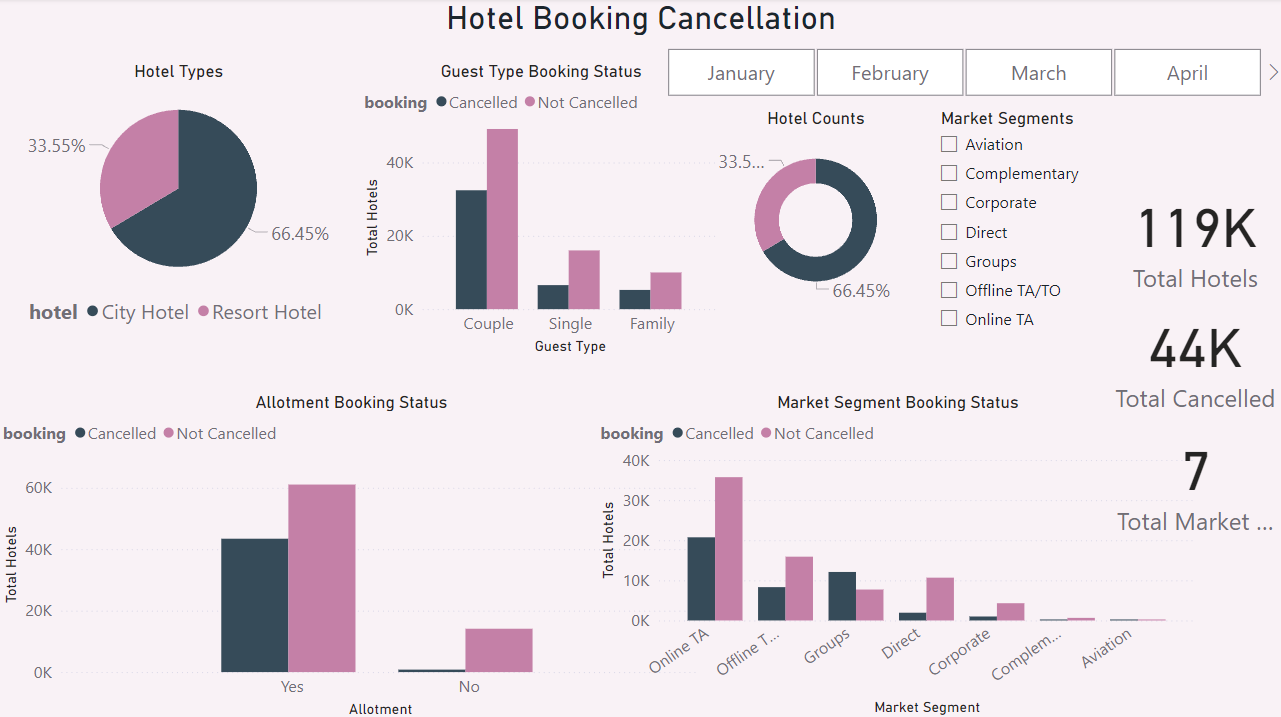 Hotel Booking Cancellation
Hotel Types
33.55%
66.45%
hotel City Hotel Resort Hotel
Guest Type Booking Status
booking Cancelled Not Cancelled
Total Hotels
40K
20K
0K
Couple Single Family
Guest Type
January February March April
Hotel Counts
33.5...
66.45%
Market Segments
Aviation
Complementary
Corporate
Direct
Groups
Offline TA/TO
Online TA
119K
Total Hotels
44K
Total Cancelled
7
Total Market ...
Allotment Booking Status
booking Cancelled Not Cancelled
Total Hotels
60K
40K
20K
0K
Yes No
Allotment
Market Segment Booking Status
booking Cancelled Not Cancelled
Total Hotels
40K
30K
20K
10K
0K
Online TA Offline T... Groups Direct Corporate Complem... Aviation
Market Segment